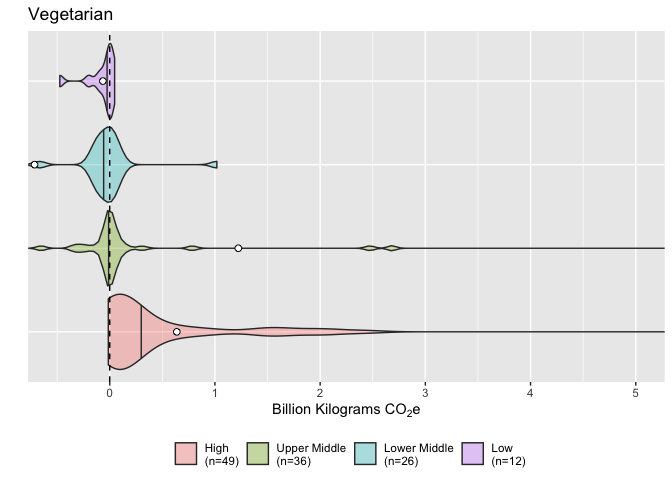 Vegetarian
0 1 2 3 4 5
Billion Kilograms CO₂e
High Upper Middle Lower Middle Low
(n=49) (n=36) (n=26) (n=12)